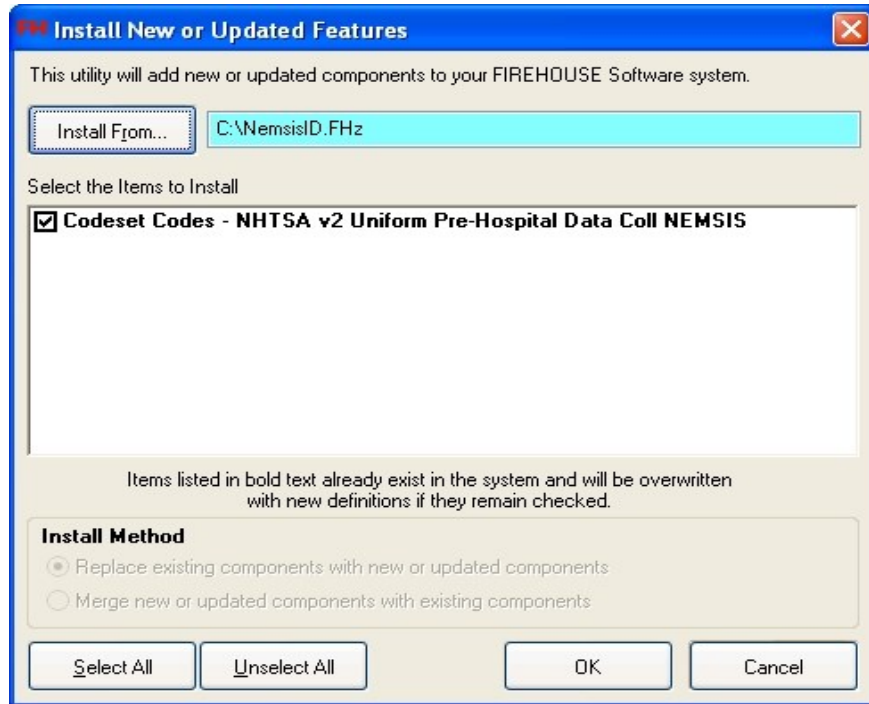 FH Install New or Updated Features
This utility will add new or updated components to your FIREHOUSE Software system.
Install From...
C:\NemsisID.FHz
Select the Items to Install
Codeset Codes - NHTSA v2 Uniform Pre-Hospital Data Coll NEMSIS
Items listed in bold text already exist in the system and will be overwritten
with new definitions if they remain checked.
Install Method
Replace existing components with new or updated components
Merge new or updated components with existing components
Select All
Unselect All
OK
Cancel